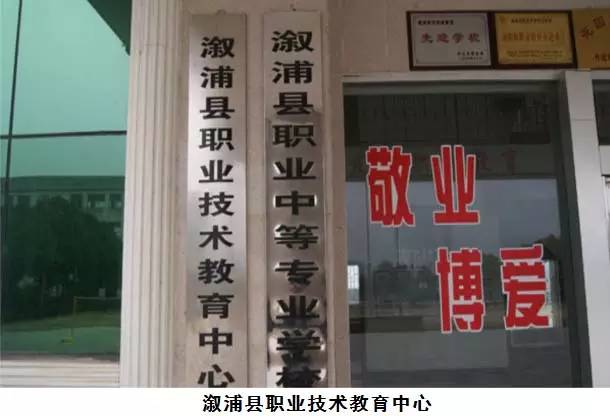 溆浦县职业技术教育中心
溆浦县职业中等专业学校
先进学校
敬业
博爱
育
溆浦县职业技术教育中心